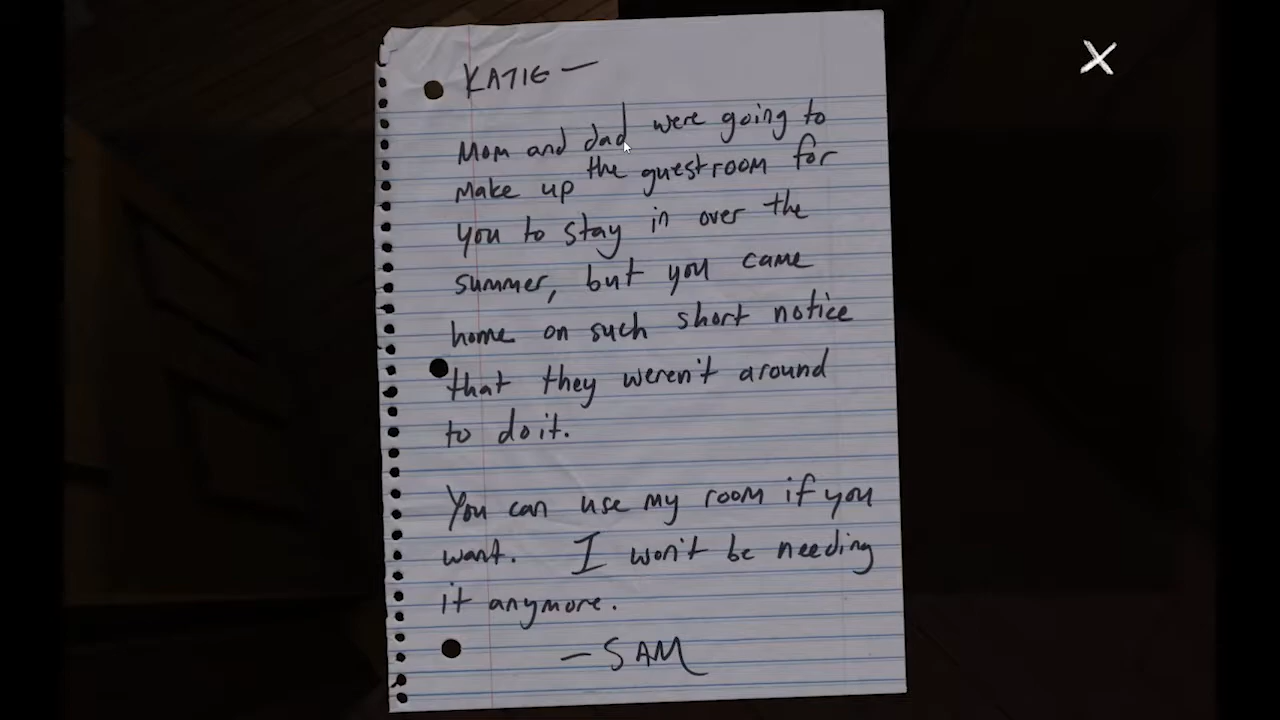 KATIE —
Mom and dad were going to
make up the guestroom for
you to stay in over the
summer, but you came
home on such short notice
that they weren't around
to do it.
You can use my room if you
want. I won't be needing
it anymore.
— SAM